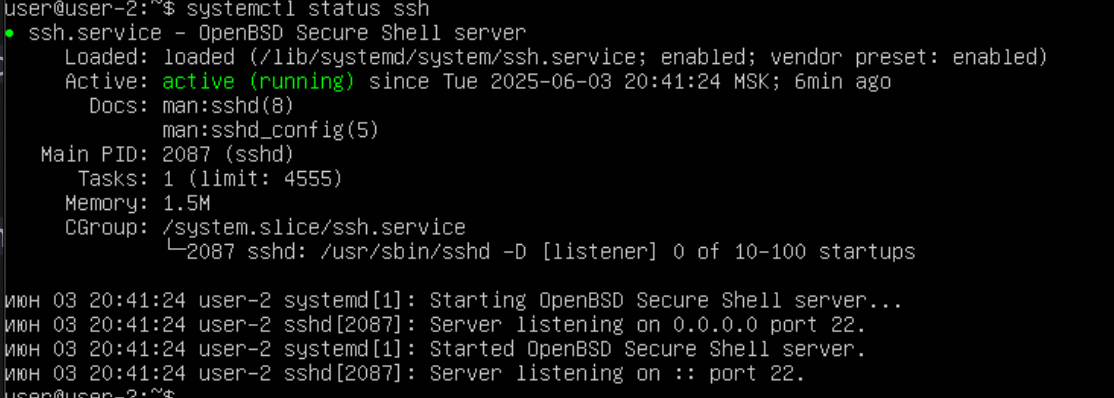 user@user-2:~$ systemctl status ssh
● ssh.service – OpenBSD Secure Shell server
Loaded: loaded (/lib/systemd/system/ssh.service; enabled; vendor preset: enabled)
Active: active (running) since Tue 2025-06-03 20:41:24 MSK; 6min ago
Docs: man:sshd(8)
man:sshd_config(5)
Main PID: 2087 (sshd)
Tasks: 1 (limit: 4555)
Memory: 1.5M
CGroup: /system.slice/ssh.service
└─2087 sshd: /usr/sbin/sshd -D [listener] 0 of 10-100 startups
июн 03 20:41:24 user-2 systemd[1]: Starting OpenBSD Secure Shell server...
июн 03 20:41:24 user-2 sshd[2087]: Server listening on 0.0.0.0 port 22.
июн 03 20:41:24 user-2 systemd[1]: Started OpenBSD Secure Shell server.
июн 03 20:41:24 user-2 sshd[2087]: Server listening on :: port 22.
user@user-2:~$